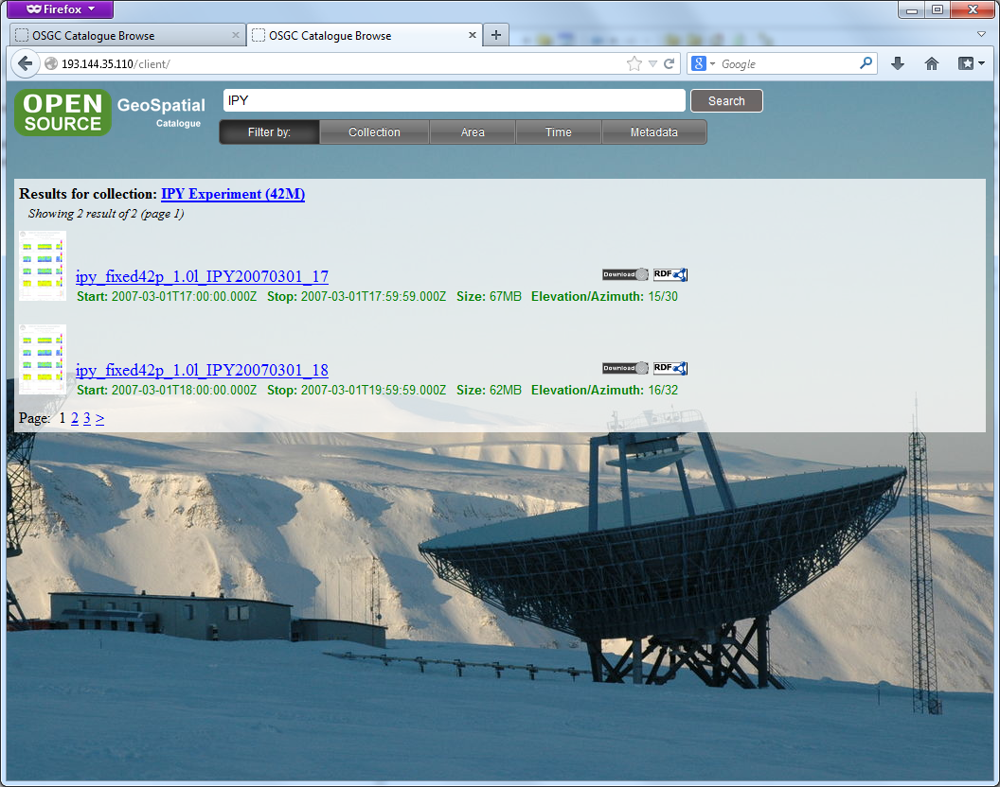 Firefox
OSGC Catalogue Browse
OSGC Catalogue Browse
193.144.35.110/client/
Google
OPEN SOURCE
GeoSpatial
Catalogue
IPY
Search
Filter by: Collection Area Time Metadata
Results for collection: IPY Experiment (42M)
Showing 2 result of 2 (page 1)
ipy_fixed42p_1.0l_IPY20070301_17
Download RDF
Start: 2007-03-01T17:00:00.000Z Stop: 2007-03-01T17:59:59.000Z Size: 67MB Elevation/Azimuth: 15/30
ipy_fixed42p_1.0l_IPY20070301_18
Download RDF
Start: 2007-03-01T18:00:00.000Z Stop: 2007-03-01T19:59:59.000Z Size: 62MB Elevation/Azimuth: 16/32
Page: 1 2 3 >